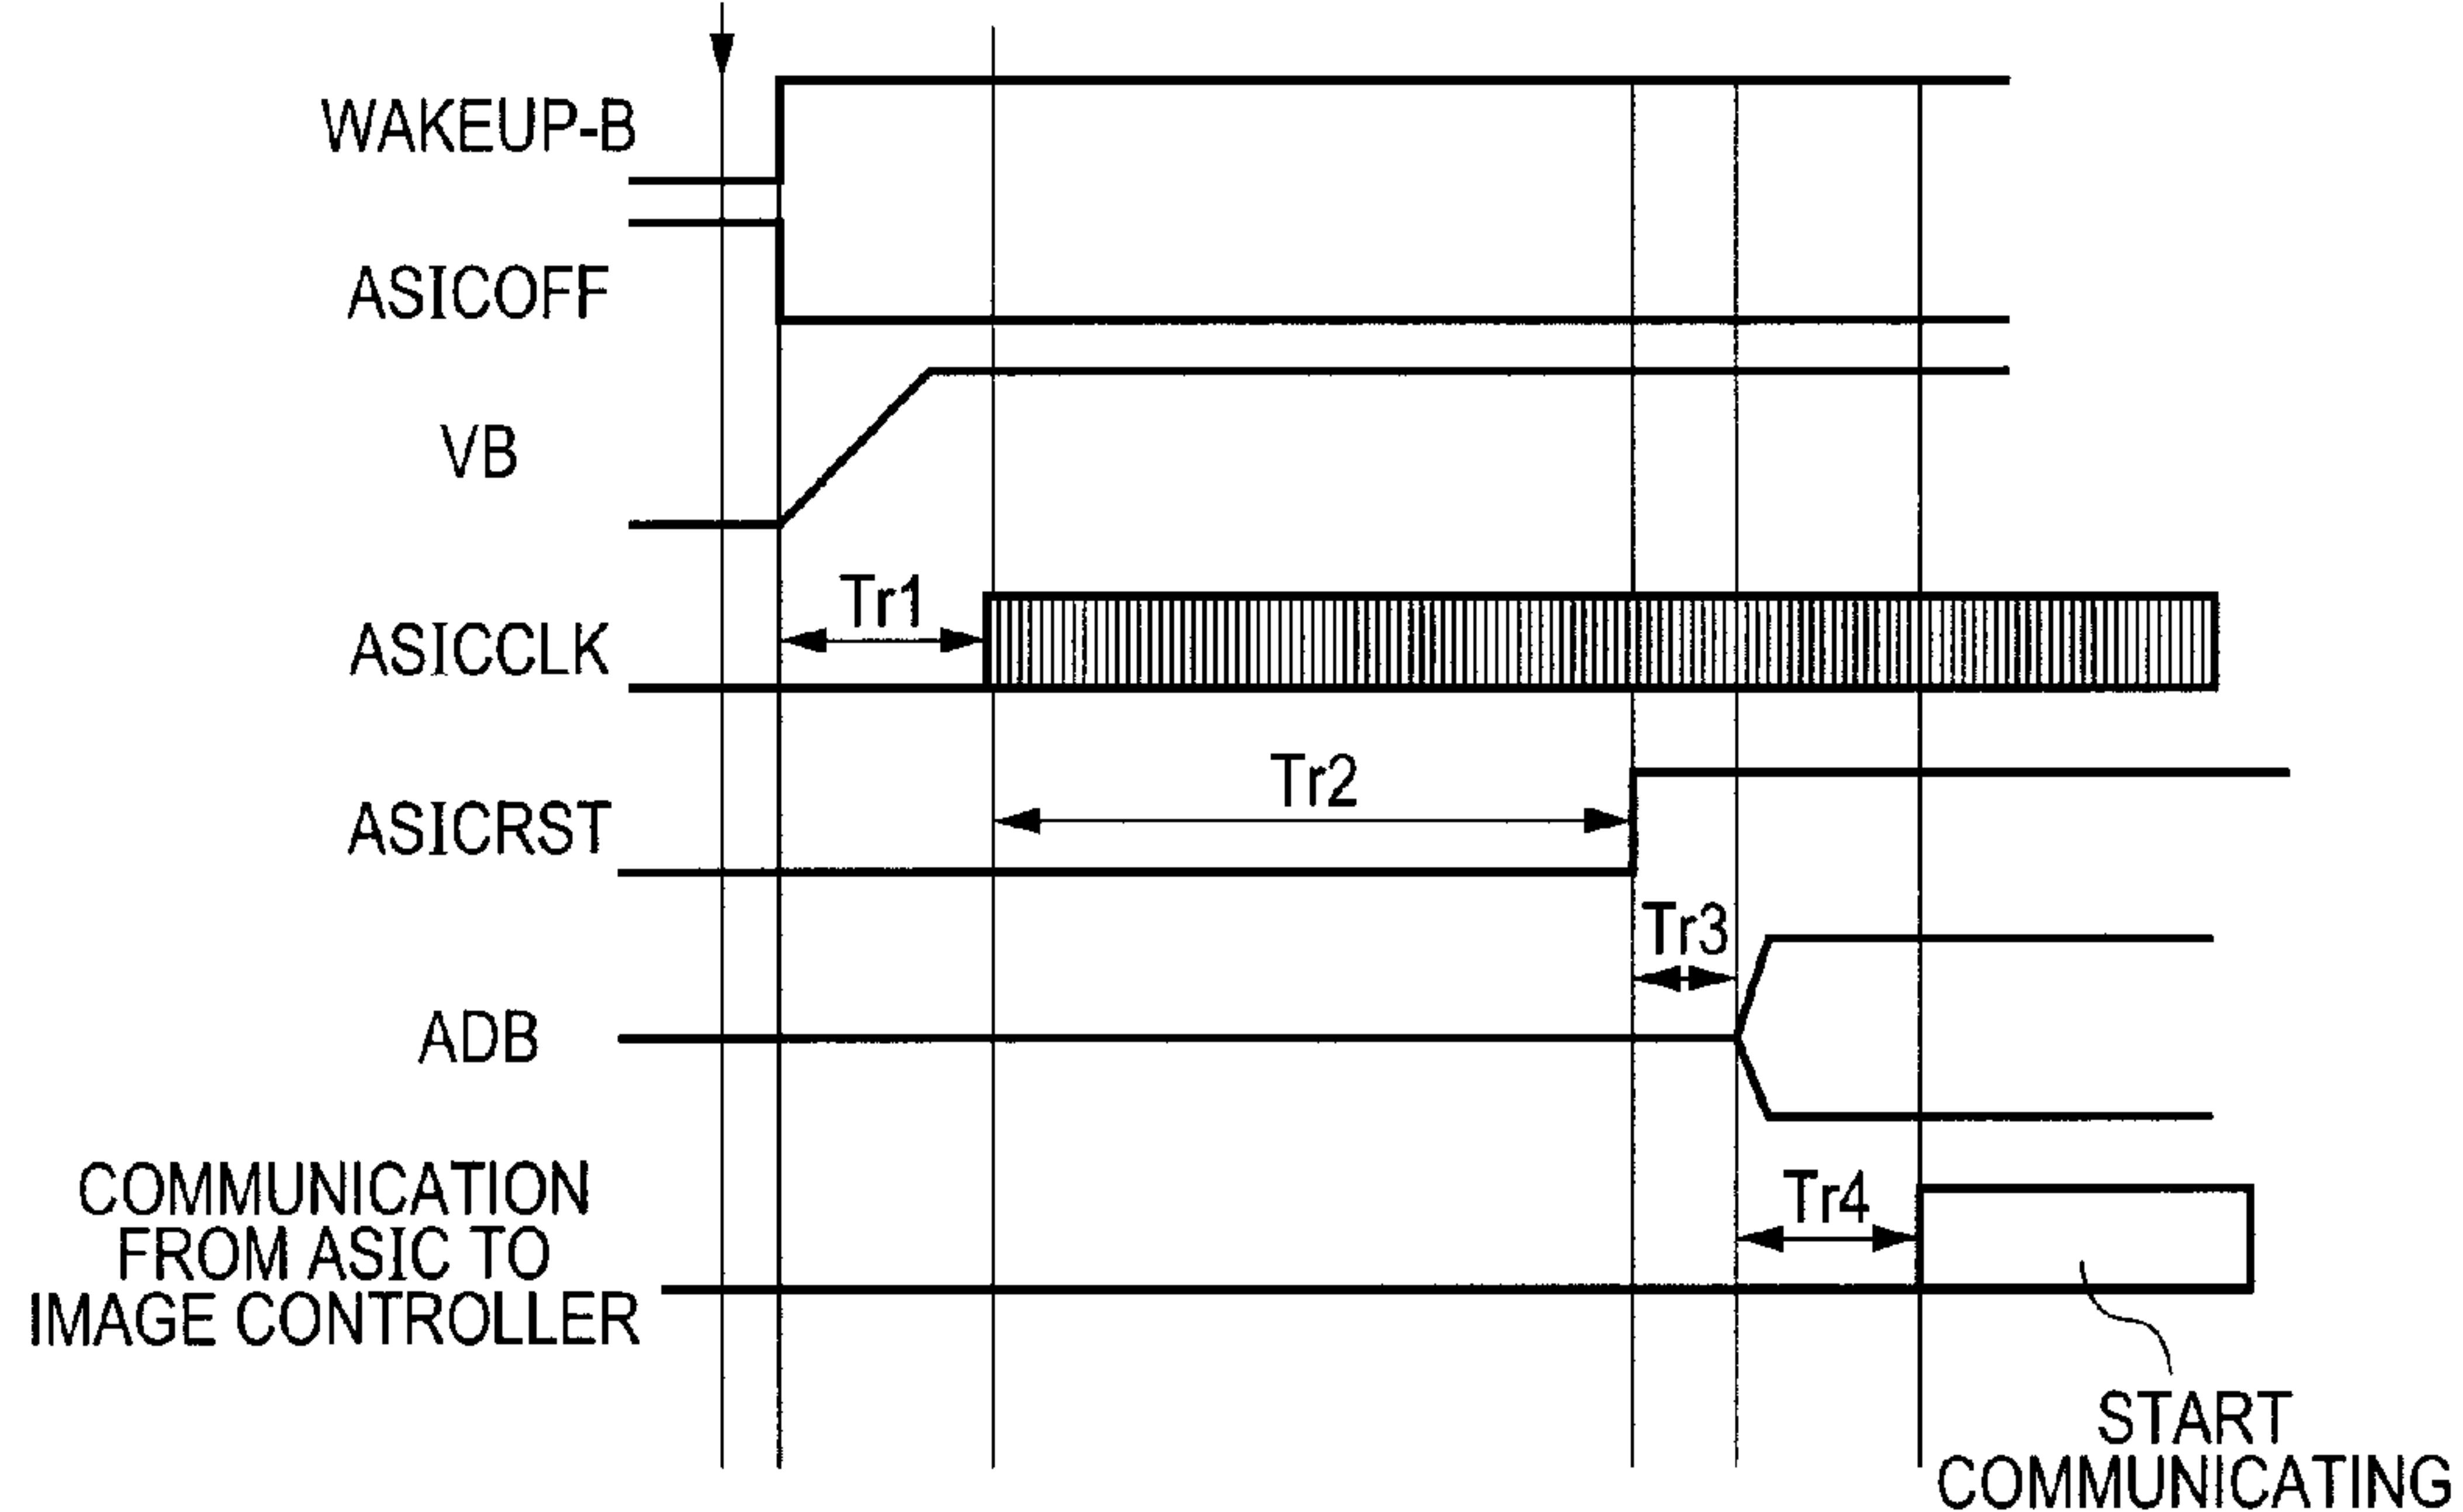 WAKEUP-B
ASICOFF
VB
Tr1
ASICCLK
Tr2
ASICRST
Tr3
ADB
COMMUNICATION
FROM ASIC TO
IMAGE CONTROLLER
Tr4
START
COMMUNICATING